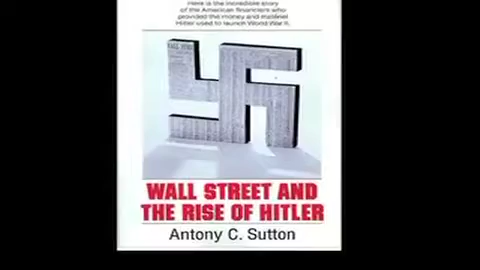 Here is the incredible story
of the American financiers who
provided the money and matériel
Hitler used to launch World War II.
WALL STREET AND
THE RISE OF HITLER
Antony C. Sutton